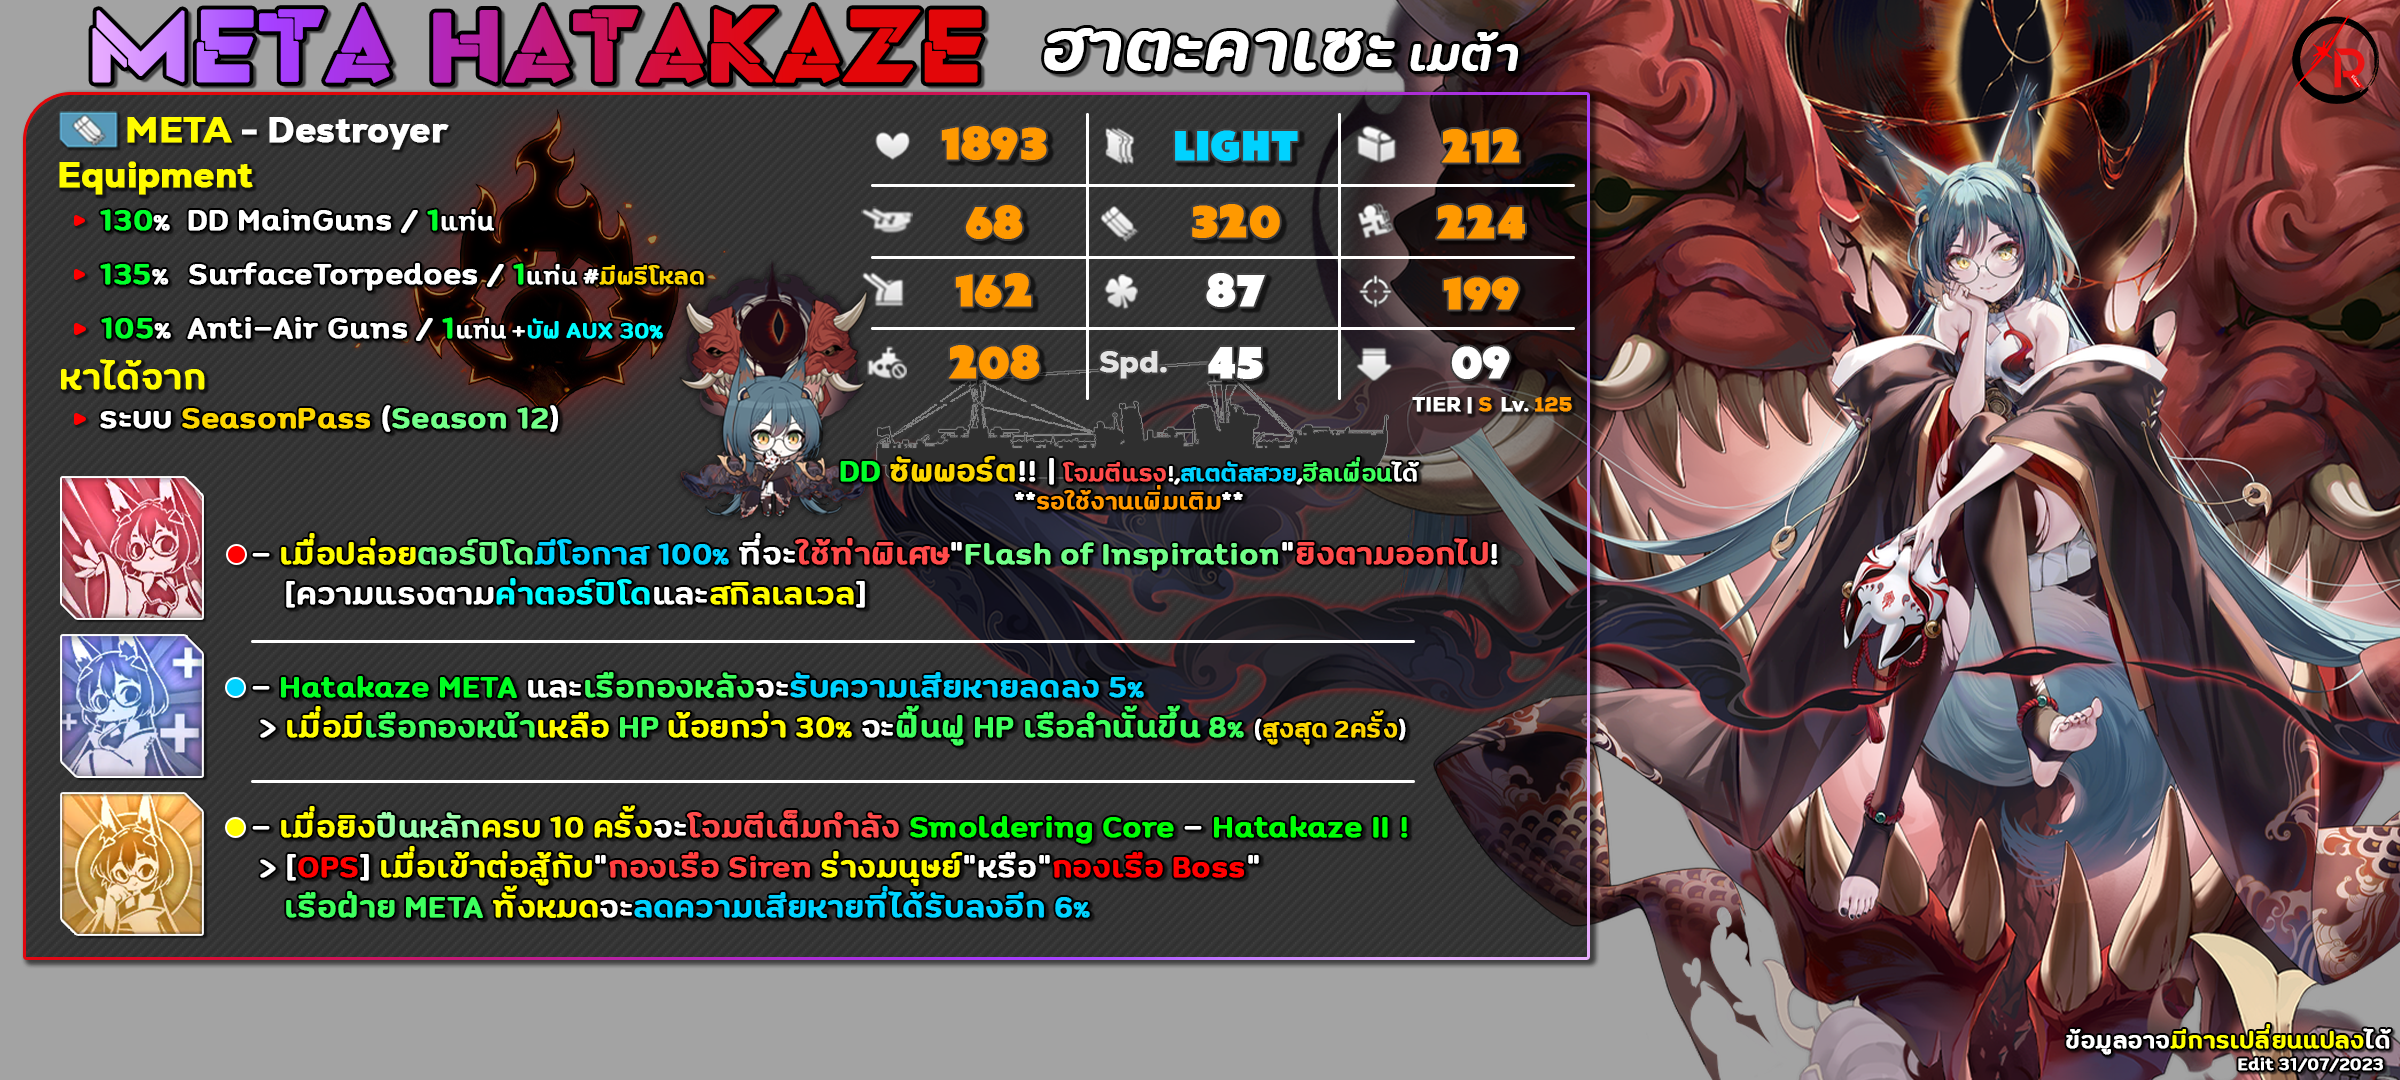 META HATAKAZE ฮาตะคาเซะ เมต้า
META - Destroyer
Equipment
130% DD MainGuns / 1แท่น
135% SurfaceTorpedoes / 1แท่น #มีพรีโหลด
105% Anti-Air Guns / 1แท่น +บัฟ AUX 30%
หาได้จาก
ระบบ SeasonPass (Season 12)
1893 LIGHT 212
68 320 224
162 87 199
208 Spd. 45 09
TIER | S Lv. 125
DD ซัพพอร์ต!! | โจมตีแรง!,สเตตัสสวย,ฮีลเพื่อนได้
**รอใช้งานเพิ่มเติม**
- เมื่อปล่อยตอร์ปิโดมีโอกาส 100% ที่จะใช้ท่าพิเศษ"Flash of Inspiration"ยิงตามออกไป!
[ความแรงตามค่าตอร์ปิโดและสกิลเลเวล]
- Hatakaze META และเรือกองหลังจะรับความเสียหายลดลง 5%
> เมื่อมีเรือกองหน้าเหลือ HP น้อยกว่า 30% จะฟื้นฟู HP เรือลำนั้นขึ้น 8% (สูงสุด 2ครั้ง)
- เมื่อยิงปืนหลักครบ 10 ครั้งจะโจมตีเต็มกำลัง Smoldering Core - Hatakaze II !
> [OPS] เมื่อเข้าต่อสู้กับ"กองเรือ Siren ร่างมนุษย์"หรือ"กองเรือ Boss"
เรือฝ่าย META ทั้งหมดจะลดความเสียหายที่ได้รับลงอีก 6%
R
ข้อมูลอาจมีการเปลี่ยนแปลงได้
Edit 31/07/2023